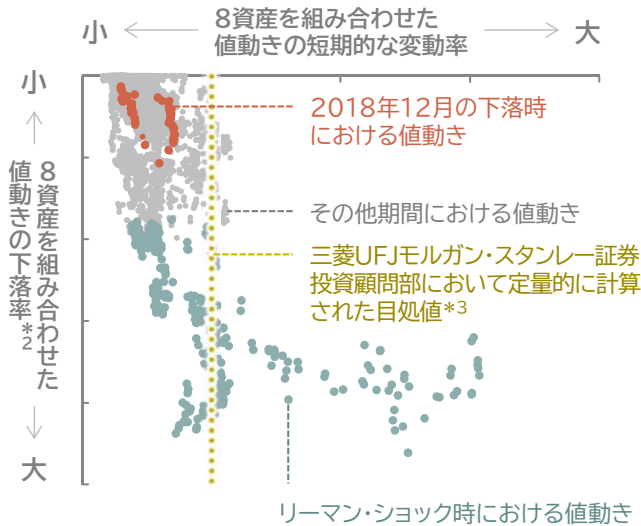 8資産を組み合わせた
値動きの短期的な変動率
小
大
小
8資産を組み合わせた
値動きの下落率*2
大
2018年12月の下落時
における値動き
その他期間における値動き
三菱UFJモルガン・スタンレー証券
投資顧問部において定量的に計算
された目処値*3
リーマン・ショック時における値動き